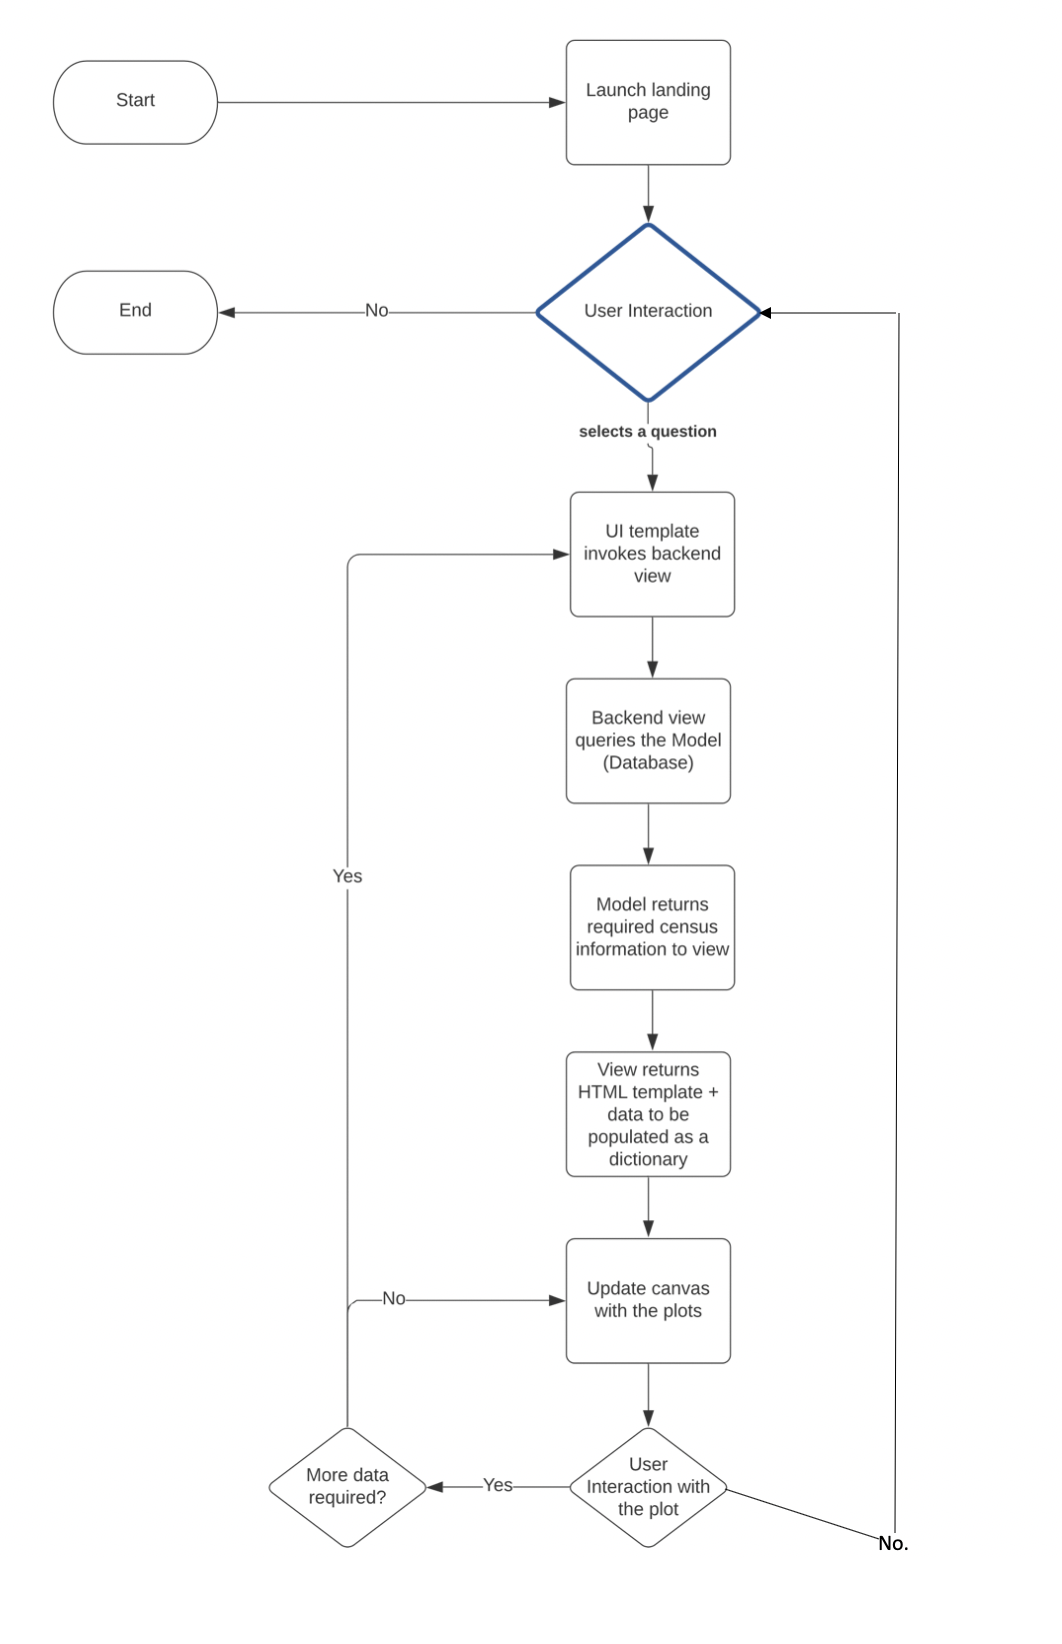 Start
Launch landing
page
End
No
User Interaction
selects a question
UI template
invokes backend
view
Backend view
queries the Model
(Database)
Yes
Model returns
required census
information to view
View returns
HTML template +
data to be
populated as a
dictionary
No
Update canvas
with the plots
More data
required?
Yes
User
Interaction with
the plot
No.